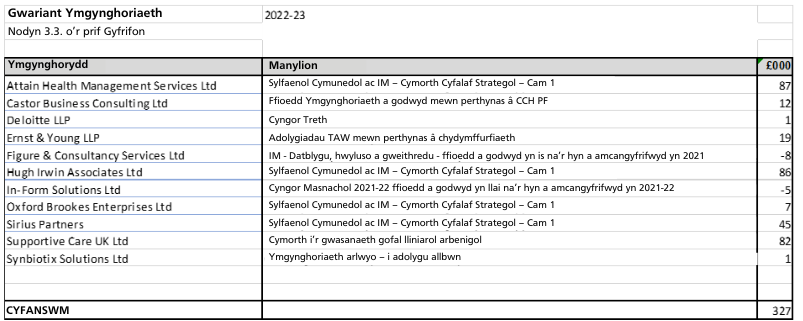 Gwariant Ymgynghoriaeth 2022-23
Nodyn 3.3. o'r prif Gyfrifon
Ymgynghorydd Manylion £000
Attain Health Management Services Ltd Sylfaenol Cymunedol ac IM – Cymorth Cyfalaf Strategol – Cam 1 87
Castor Business Consulting Ltd Ffioedd Ymgynghoriaeth a godwyd mewn perthynas â CCH PF 12
Deloitte LLP Cyngor Treth 1
Ernst & Young LLP Adolygiadau TAW mewn perthynas â chydymffurfiaeth 19
Figure & Consultancy Services Ltd IM - Datblygu, hwyluso a gweithredu - ffioedd a godwyd yn is na'r hyn a amcangyfrifwyd yn 2021 -8
Hugh Irwin Associates Ltd Sylfaenol Cymunedol ac IM – Cymorth Cyfalaf Strategol – Cam 1 86
In-Form Solutions Ltd Cyngor Masnachol 2021-22 ffioedd a godwyd yn llai na'r hyn a amcangyfrifwyd yn 2021-22 -5
Oxford Brookes Enterprises Ltd Sylfaenol Cymunedol ac IM – Cymorth Cyfalaf Strategol – Cam 1 7
Sirius Partners Sylfaenol Cymunedol ac IM – Cymorth Cyfalaf Strategol – Cam 1 45
Supportive Care UK Ltd Cymorth i'r gwasanaeth gofal lliniarol arbenigol 82
Synbiotix Solutions Ltd Ymgynghoriaeth arlwyo – i adolygu allbwn 1
CYFANSWM 327